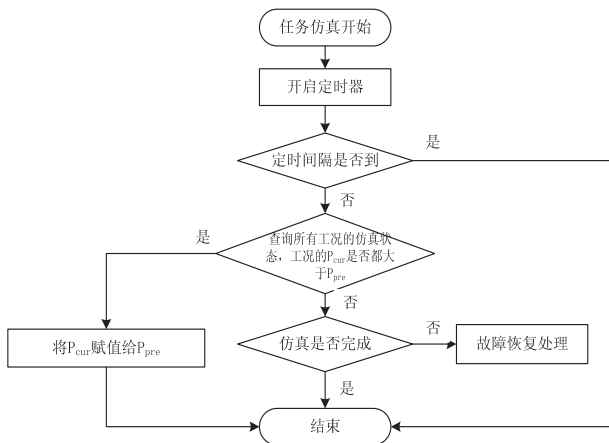 任务仿真开始
开启定时器
定时间隔是否到
是
否
查询所有工况的仿真状
态，工况的Pcur是否都大
于Ppre
是
否
将Pcur赋值给Ppre
仿真是否完成
否
故障恢复处理
是
结束